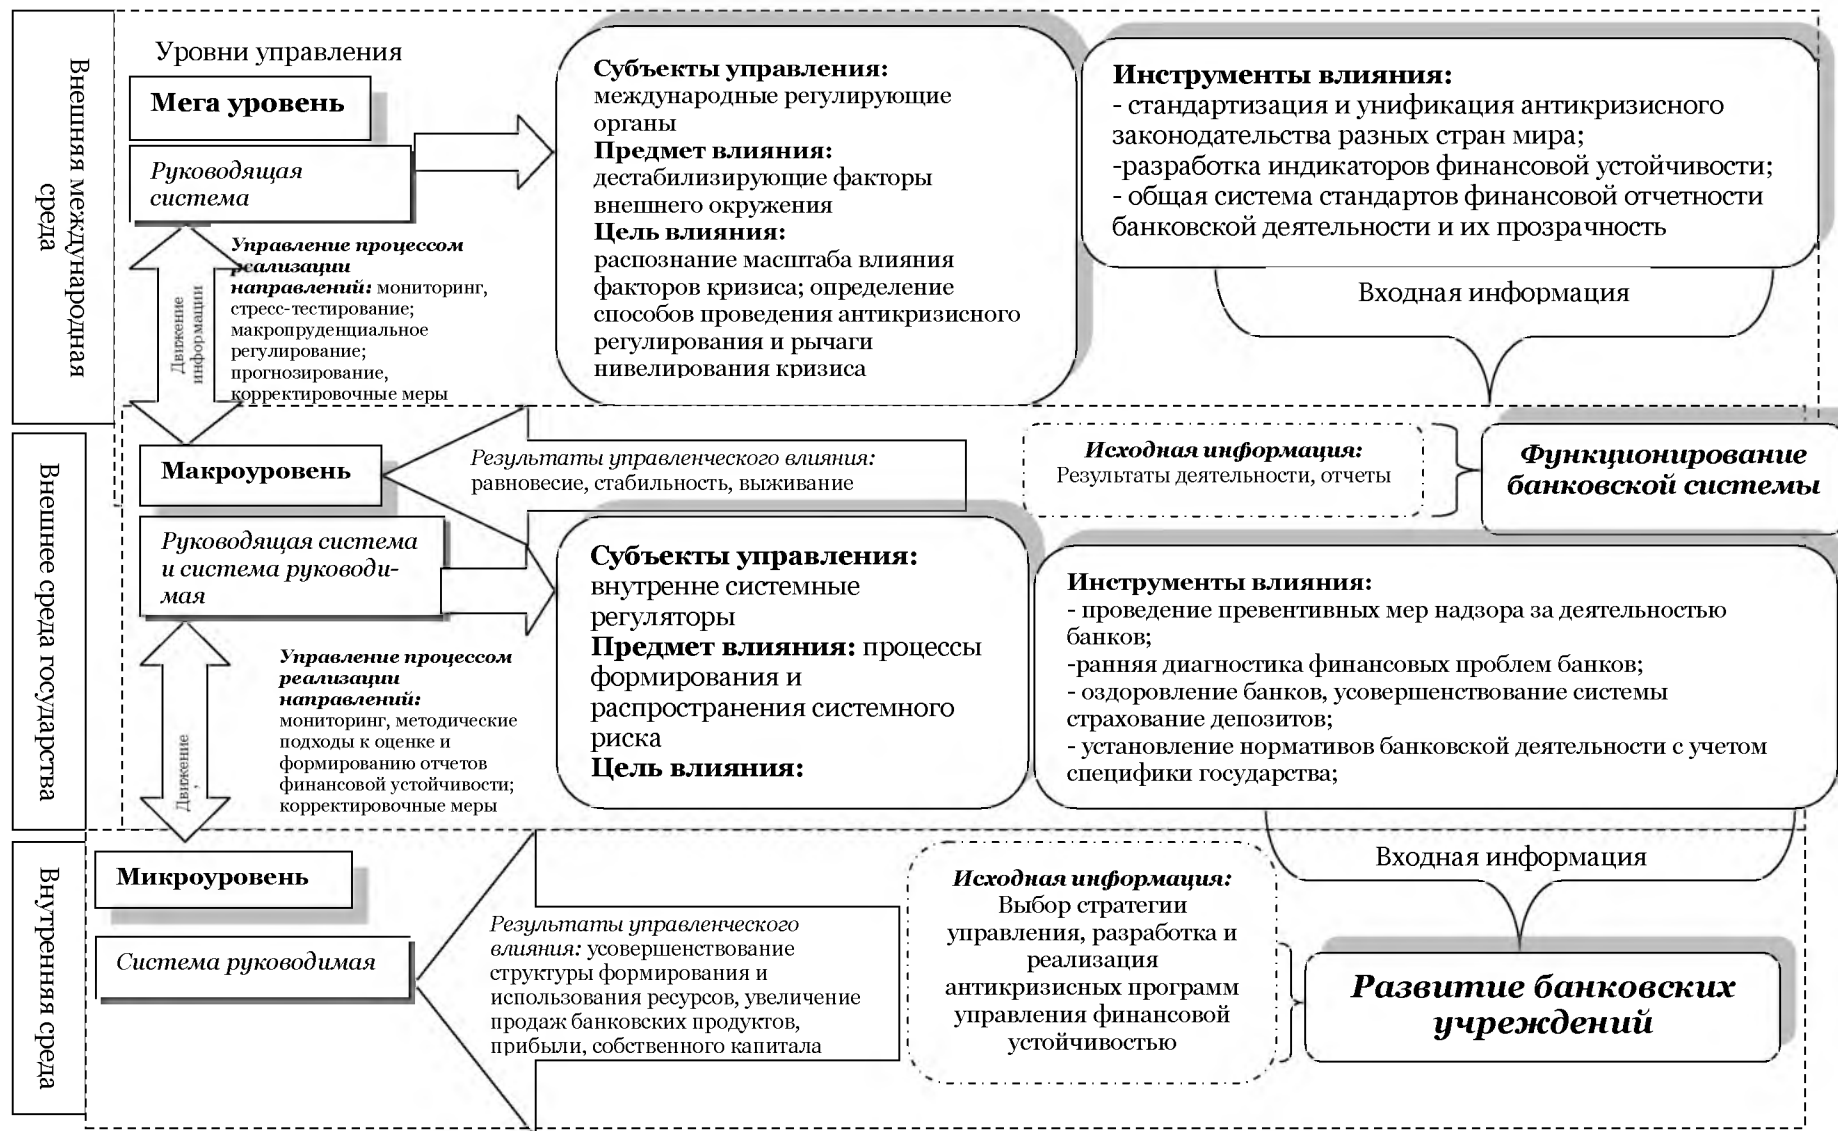 Внешняя международная
среда
Уровни управления
Мега уровень
Руководящая
система
Движение
информации
Управление процессом
реализации
направлений: мониторинг,
стресс-тестирование;
макропруденциальное
регулирование;
прогнозирование,
корректировочные меры
Субъекты управления:
международные регулирующие
органы
Предмет влияния:
дестабилизирующие факторы
внешнего окружения
Цель влияния:
распознание масштаба влияния
факторов кризиса; определение
способов проведения антикризисного
регулирования и рычаги
нивелирования кризиса
Инструменты влияния:
- стандартизация и унификация антикризисного
законодательства разных стран мира;
-разработка индикаторов финансовой устойчивости;
- общая система стандартов финансовой отчетности
банковской деятельности и их прозрачность
Входная информация
Внешнее среда государства
Макроуровень
Результаты управленческого влияния:
равновесие, стабильность, выживание
Исходная информация:
Результаты деятельности, отчеты
Функционирование
банковской системы
Руководящая система
и система руководи-
мая
Движение
Управление процессом
реализации
направлений:
мониторинг, методические
подходы к оценке и
формированию отчетов
финансовой устойчивости;
корректировочные меры
Субъекты управления:
внутренне системные
регуляторы
Предмет влияния: процессы
формирования и
распространения системного
риска
Цель влияния:
Инструменты влияния:
- проведение превентивных мер надзора за деятельностью
банков;
-ранняя диагностика финансовых проблем банков;
- оздоровление банков, усовершенствование системы
страхование депозитов;
- установление нормативов банковской деятельности с учетом
специфики государства;
Входная информация
Внутренняя среда
Микроуровень
Система руководимая
Результаты управленческого
влияния: усовершенствование
структуры формирования и
использования ресурсов, увеличение
продаж банковских продуктов,
прибыли, собственного капитала
Исходная информация:
Выбор стратегии
управления, разработка и
реализация
антикризисных программ
управления финансовой
устойчивостью
Развитие банковских
учреждений